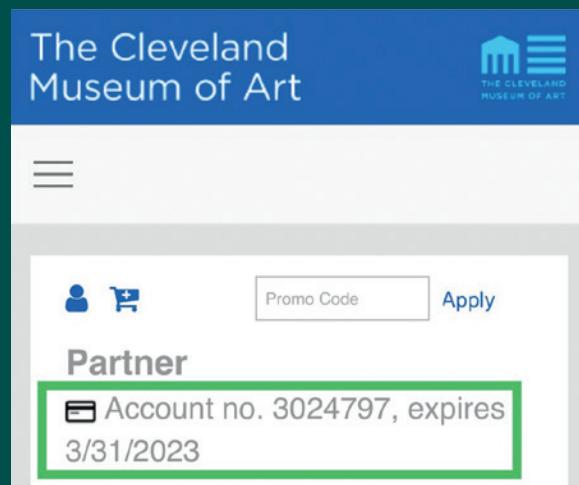 The Cleveland
Museum of Art
THE CLEVELAND
MUSEUM OF ART
Promo Code
Apply
Partner
Account no. 3024797, expires
3/31/2023